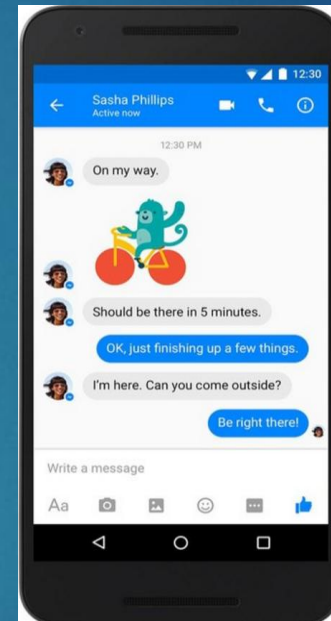 12:30
Sasha Phillips
Active now
12:30 PM
On my way.
Should be there in 5 minutes.
OK, just finishing up a few things.
I'm here. Can you come outside?
Be right there!
Write a message
Aa